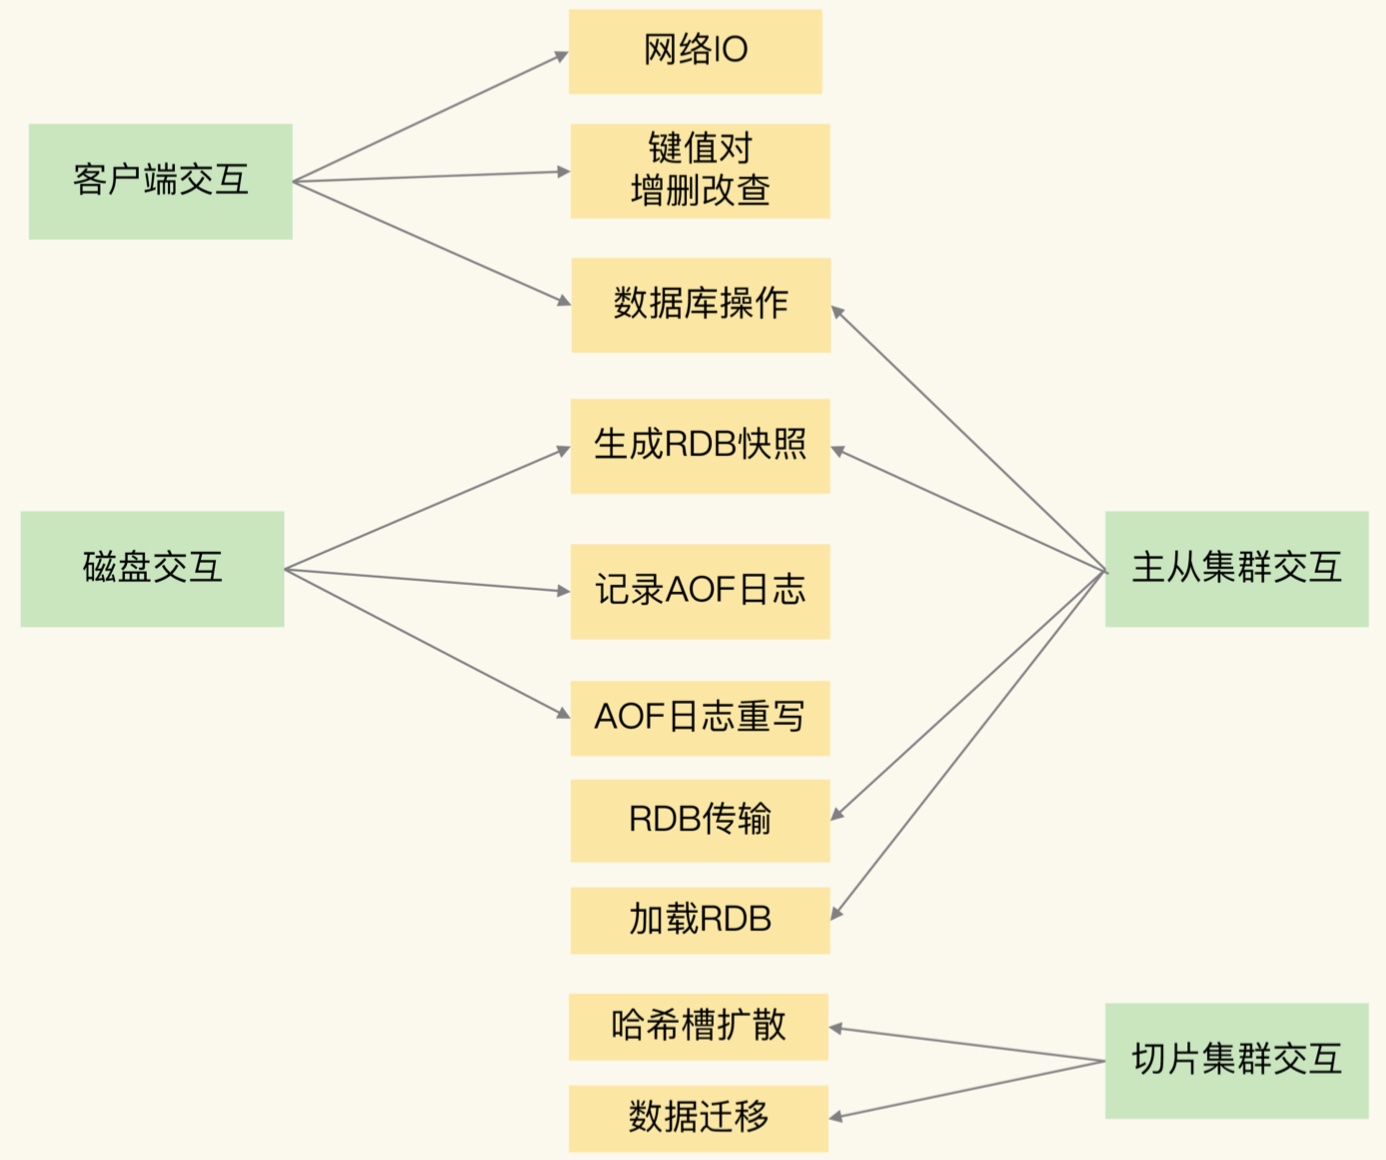 网络IO
客户端交互
键值对
增删改查
数据库操作
生成RDB快照
磁盘交互
记录AOF日志
主从集群交互
AOF日志重写
RDB传输
加载RDB
哈希槽扩散
切片集群交互
数据迁移